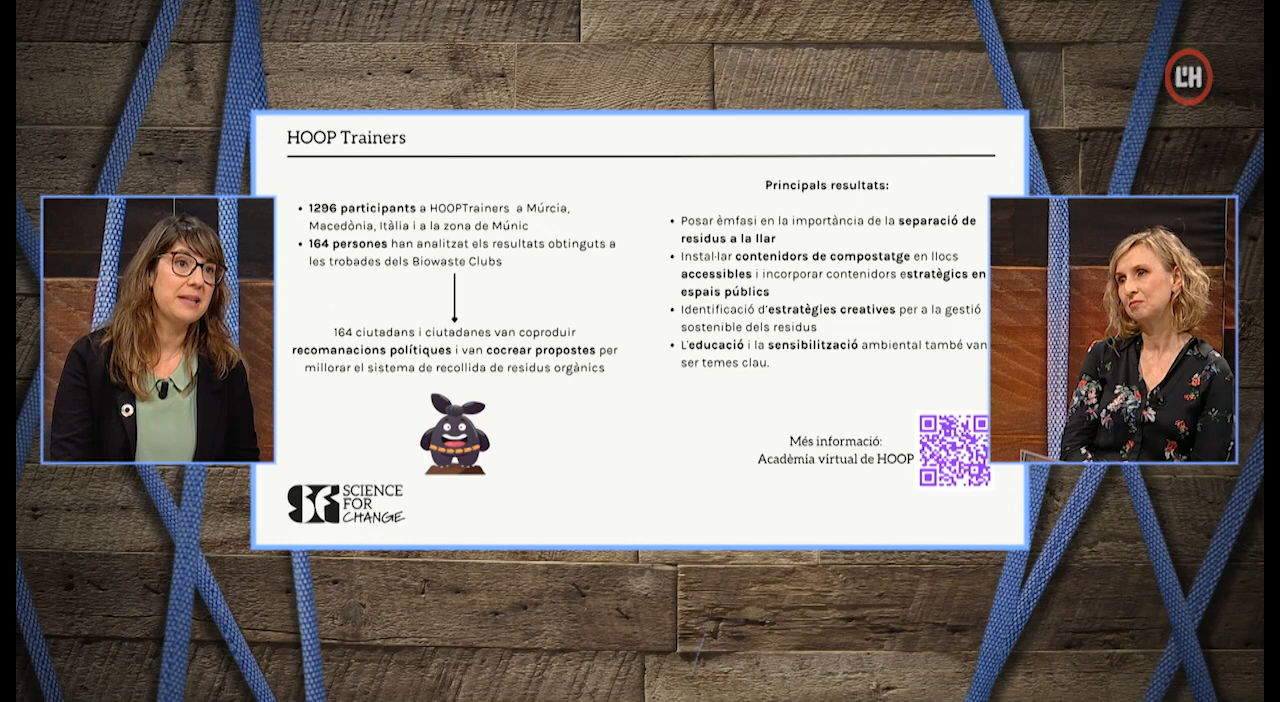 L'H
HOOP Trainers
• 1296 participants a HOOPTrainers a Múrcia,
Macedònia, Itàlia i a la zona de Múnic
• 164 persones han analitzat els resultats obtinguts a
les trobades dels Biowaste Clubs
164 ciutadans i ciutadanes van coproduir
recomanacions polítiques i van cocrear propostes per
millorar el sistema de recollida de residus orgànics
SCIENCE
FOR
CHANGE
Principals resultats:
• Posar èmfasi en la importància de la separació de
residus a la llar
• Instal·lar contenidors de compostatge en llocs
accessibles i incorporar contenidors estratègics en
espais públics
• Identificació d'estratègies creatives per a la gestió
sostenible dels residus
• L'educació i la sensibilització ambiental també van
ser temes clau.
Més informació:
Acadèmia virtual de HOOP